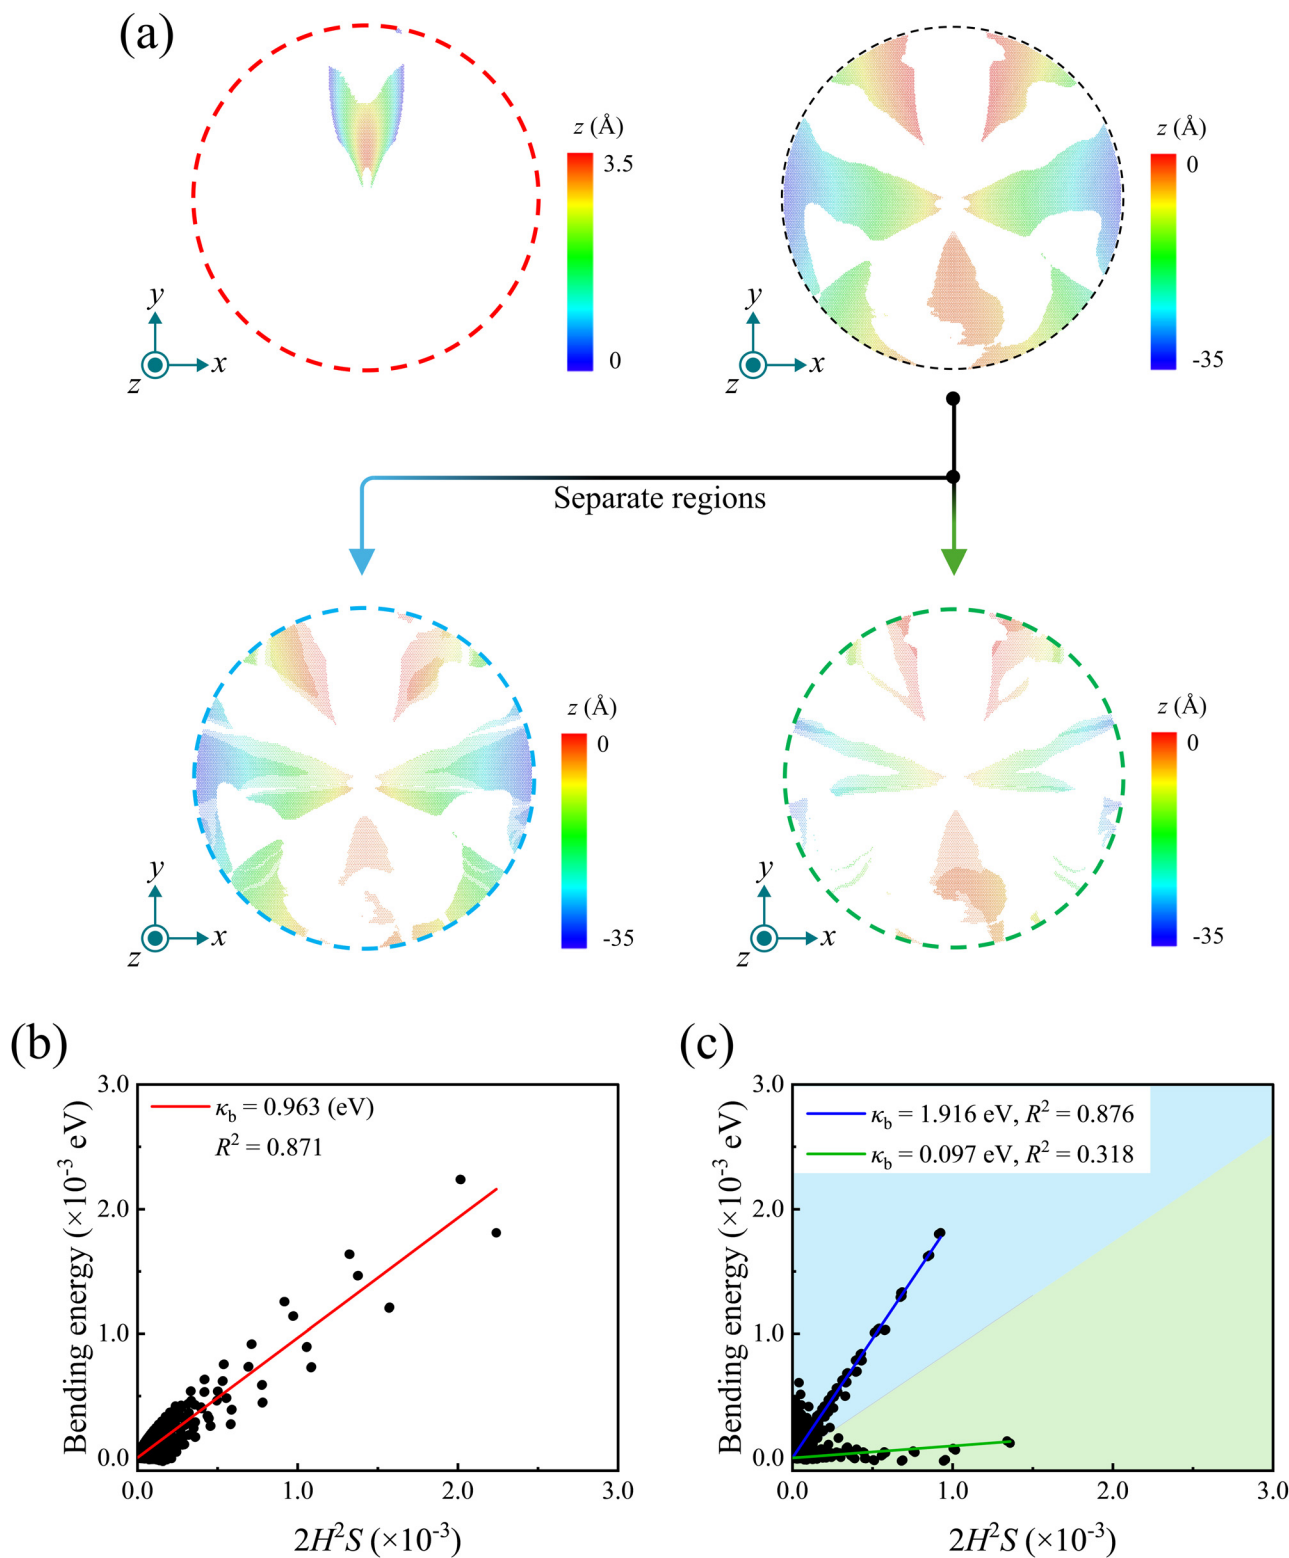 (a)
z (Å)
3.5
0
y
x
z
z (Å)
0
-35
y
x
z
Separate regions
z (Å)
0
-35
y
x
z
z (Å)
0
-35
y
x
z
(b)
κb = 0.963 (eV)
R² = 0.871
3.0
2.0
1.0
0.0
Bending energy (×10⁻³ eV)
0.0 1.0 2.0 3.0
2H²S (×10⁻³)
(c)
κb = 1.916 eV, R² = 0.876
κb = 0.097 eV, R² = 0.318
3.0
2.0
1.0
0.0
Bending energy (×10⁻³ eV)
0.0 1.0 2.0 3.0
2H²S (×10⁻³)